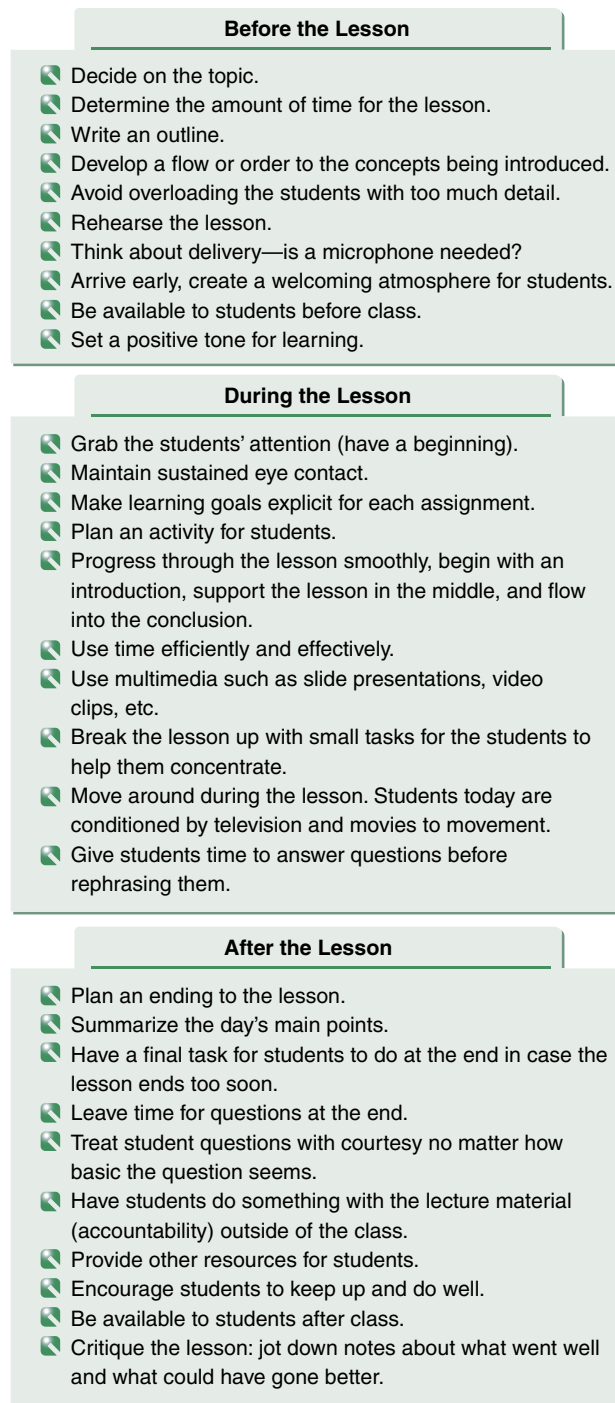 Before the Lesson
Decide on the topic.
Determine the amount of time for the lesson.
Write an outline.
Develop a flow or order to the concepts being introduced.
Avoid overloading the students with too much detail.
Rehearse the lesson.
Think about delivery—is a microphone needed?
Arrive early, create a welcoming atmosphere for students.
Be available to students before class.
Set a positive tone for learning.
During the Lesson
Grab the students’ attention (have a beginning).
Maintain sustained eye contact.
Make learning goals explicit for each assignment.
Plan an activity for students.
Progress through the lesson smoothly, begin with an
introduction, support the lesson in the middle, and flow
into the conclusion.
Use time efficiently and effectively.
Use multimedia such as slide presentations, video
clips, etc.
Break the lesson up with small tasks for the students to
help them concentrate.
Move around during the lesson. Students today are
conditioned by television and movies to movement.
Give students time to answer questions before
rephrasing them.
After the Lesson
Plan an ending to the lesson.
Summarize the day’s main points.
Have a final task for students to do at the end in case the
lesson ends too soon.
Leave time for questions at the end.
Treat student questions with courtesy no matter how
basic the question seems.
Have students do something with the lecture material
(accountability) outside of the class.
Provide other resources for students.
Encourage students to keep up and do well.
Be available to students after class.
Critique the lesson: jot down notes about what went well
and what could have gone better.